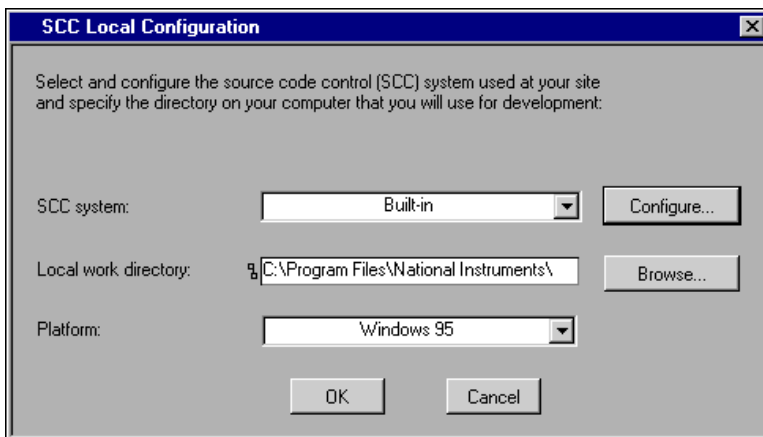 SCC Local Configuration
Select and configure the source code control (SCC) system used at your site
and specify the directory on your computer that you will use for development:
SCC system:
Built-in
Configure...
Local work directory:
C:\Program Files\National Instruments\
Browse...
Platform:
Windows 95
OK
Cancel